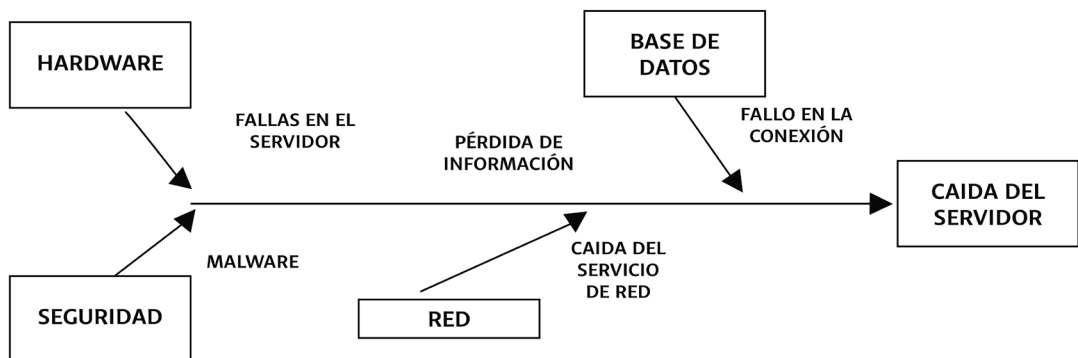 HARDWARE
BASE DE
DATOS
FALLAS EN EL
SERVIDOR
PÉRDIDA DE
INFORMACIÓN
FALLO EN LA
CONEXIÓN
CAIDA DEL
SERVIDOR
MALWARE
CAIDA DEL
SERVICIO
DE RED
SEGURIDAD
RED